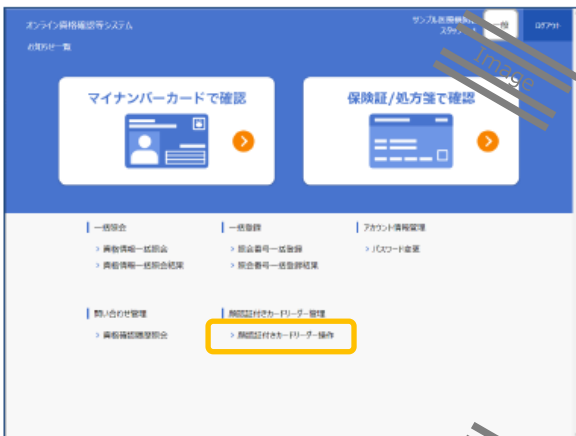 オンライン資格確認等システム
一般
ログアウト
お知らせ一覧
Image
マイナンバーカードで確認
保険証/処方箋で確認
一括照会
一括登録
アカウント情報管理
> 資格情報一括照会
> 照会番号一括登録
> パスワード変更
> 資格情報一括照会結果
> 照会番号一括登録結果
問い合わせ管理
顔認証付きカードリーダー管理
> 資格確認履歴照会
> 顔認証付きカードリーダー操作